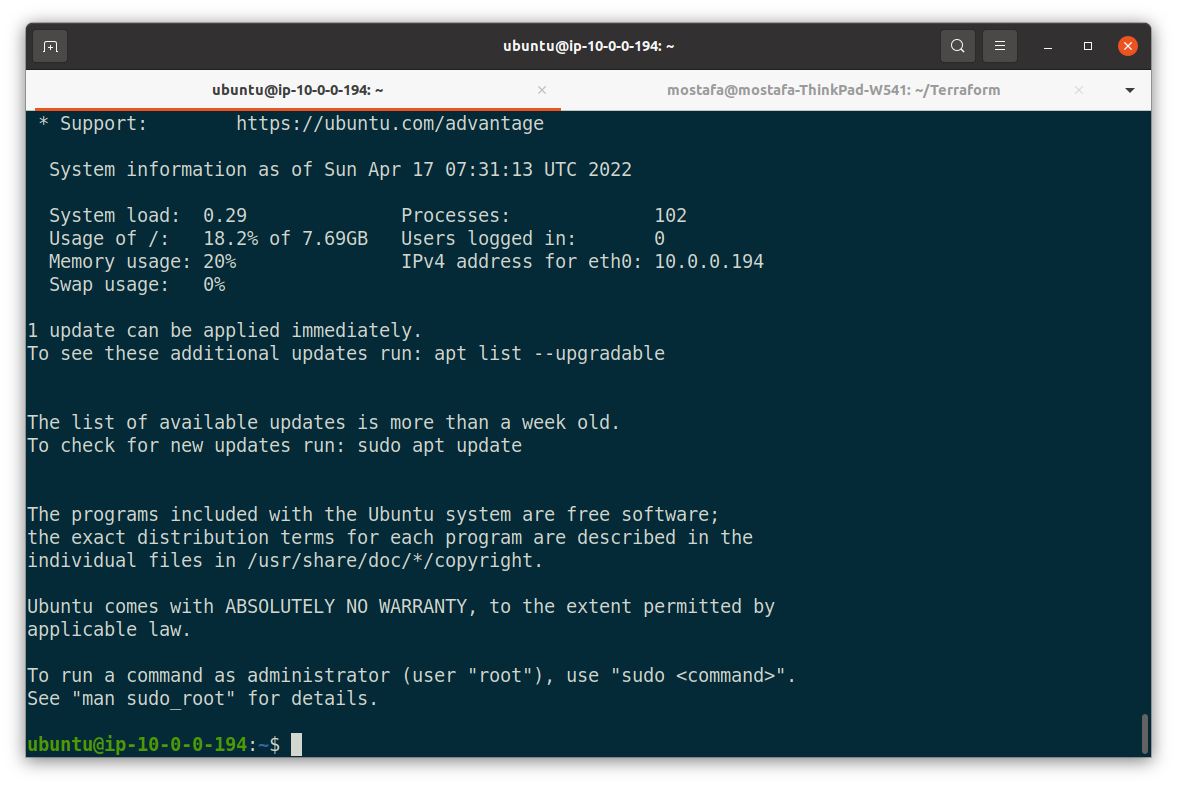 ubuntu@ip-10-0-0-194: ~
ubuntu@ip-10-0-0-194: ~
mostafa@mostafa-ThinkPad-W541: ~/Terraform
* Support:        https://ubuntu.com/advantage
System information as of Sun Apr 17 07:31:13 UTC 2022
System load:  0.29              Processes:             102
Usage of /:   18.2% of 7.69GB   Users logged in:       0
Memory usage: 20%               IPv4 address for eth0: 10.0.0.194
Swap usage:   0%
1 update can be applied immediately.
To see these additional updates run: apt list --upgradable
The list of available updates is more than a week old.
To check for new updates run: sudo apt update
The programs included with the Ubuntu system are free software;
the exact distribution terms for each program are described in the
individual files in /usr/share/doc/*/copyright.
Ubuntu comes with ABSOLUTELY NO WARRANTY, to the extent permitted by
applicable law.
To run a command as administrator (user "root"), use "sudo <command>".
See "man sudo_root" for details.
ubuntu@ip-10-0-0-194:~$